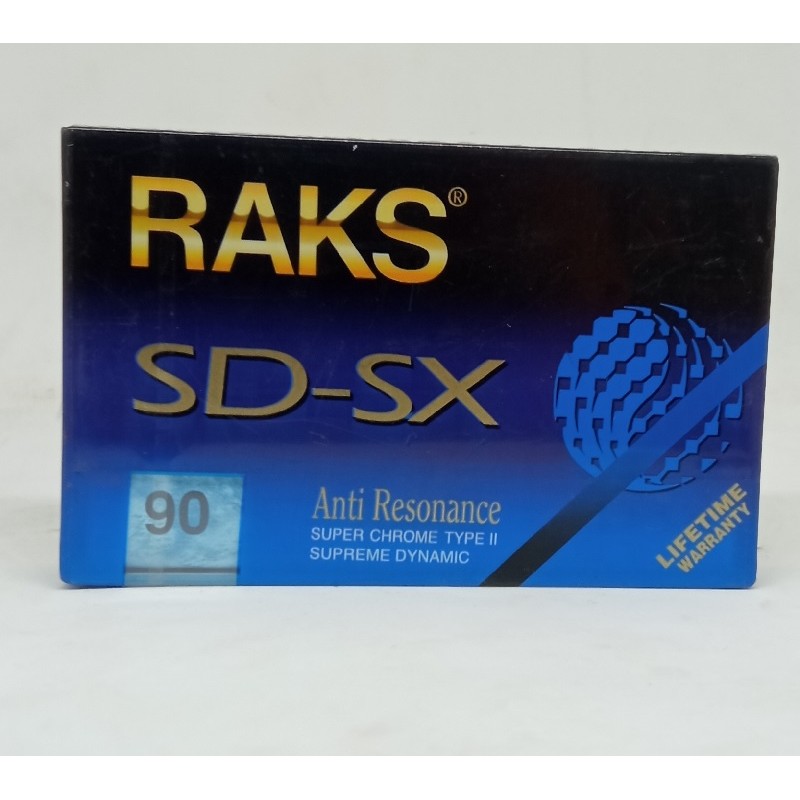 RAKS®
SD-SX
90
Anti Resonance
SUPER CHROME TYPE II
SUPREME DYNAMIC
LIFETIME
WARRANTY